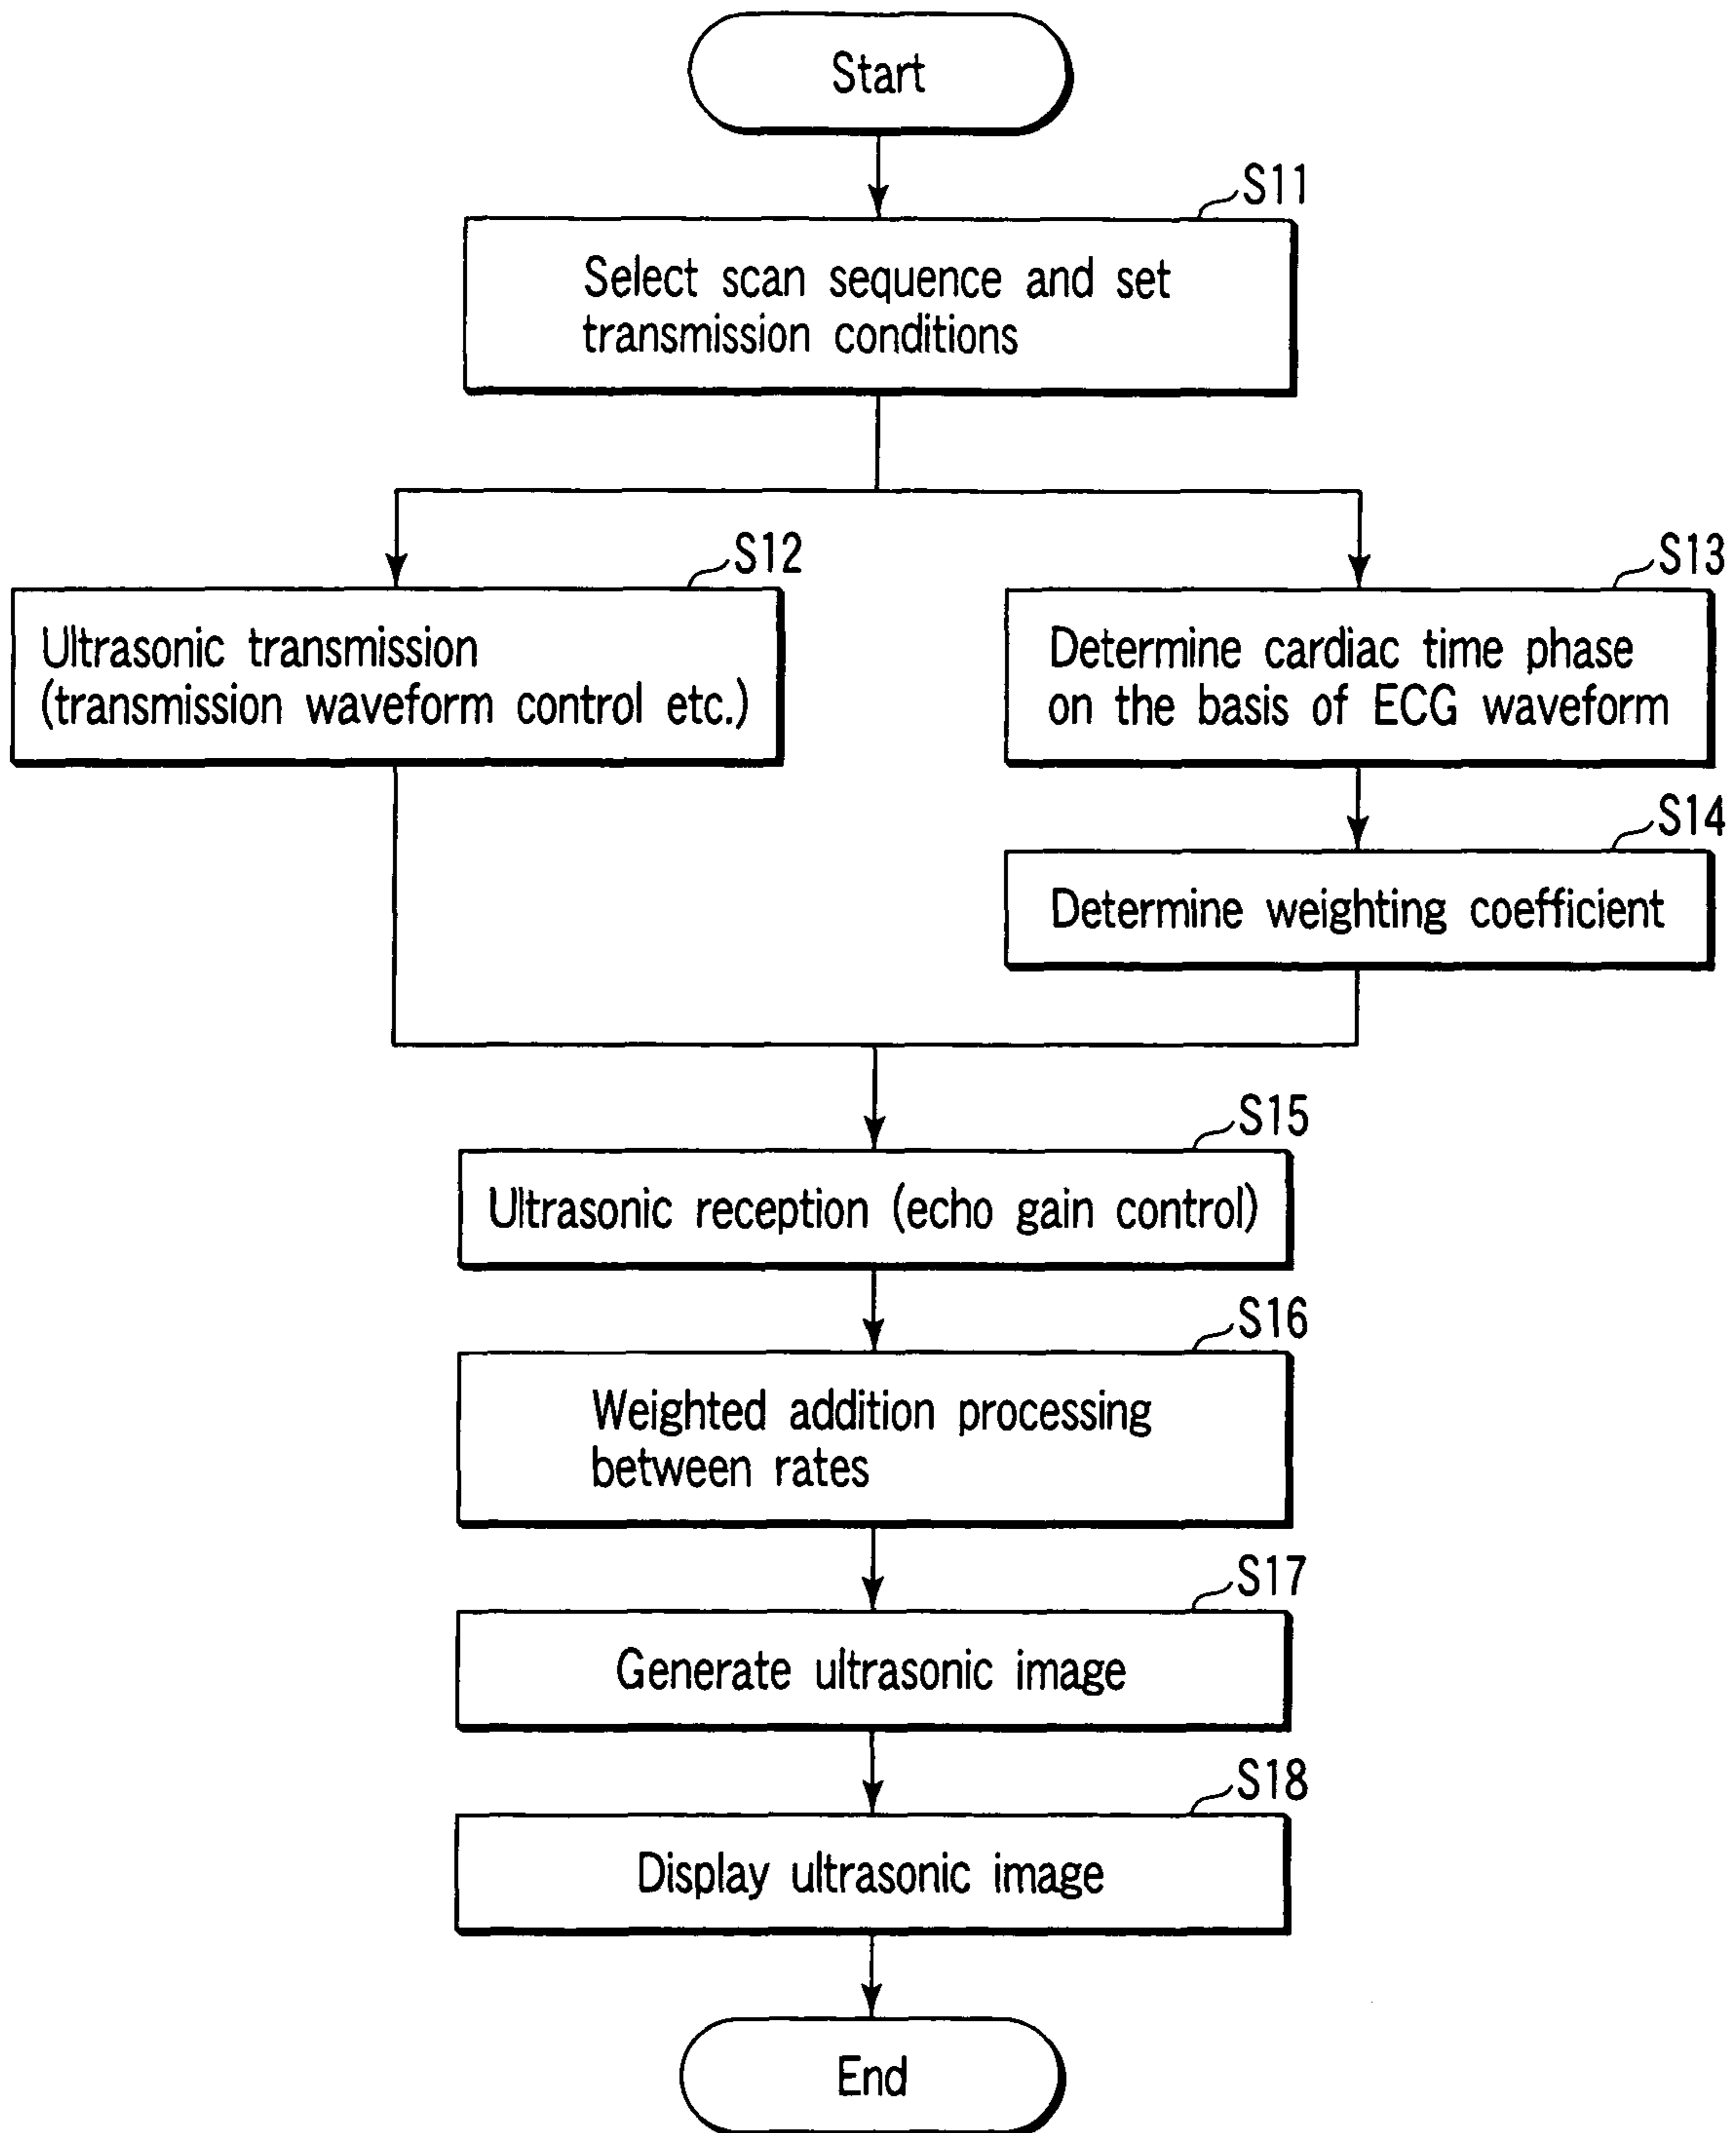 Start
S11
Select scan sequence and set
transmission conditions
S12
Ultrasonic transmission
(transmission waveform control etc.)
S13
Determine cardiac time phase
on the basis of ECG waveform
S14
Determine weighting coefficient
S15
Ultrasonic reception (echo gain control)
S16
Weighted addition processing
between rates
S17
Generate ultrasonic image
S18
Display ultrasonic image
End